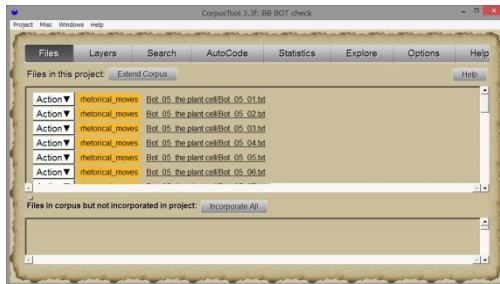 CorpusTool 3.3f: BB BOT check
Project Misc Windows Help
Files Layers Search AutoCode Statistics Explore Options Help
Files in this project: Extend Corpus Help
Action▼ rhetorical_moves Bot_05_the plant cell/Bot_05_01.txt
Action▼ rhetorical_moves Bot_05_the plant cell/Bot_05_02.txt
Action▼ rhetorical_moves Bot_05_the plant cell/Bot_05_03.txt
Action▼ rhetorical_moves Bot_05_the plant cell/Bot_05_04.txt
Action▼ rhetorical_moves Bot_05_the plant cell/Bot_05_05.txt
Action▼ rhetorical_moves Bot_05_the plant cell/Bot_05_06.txt
Files in corpus but not incorporated in project: Incorporate All